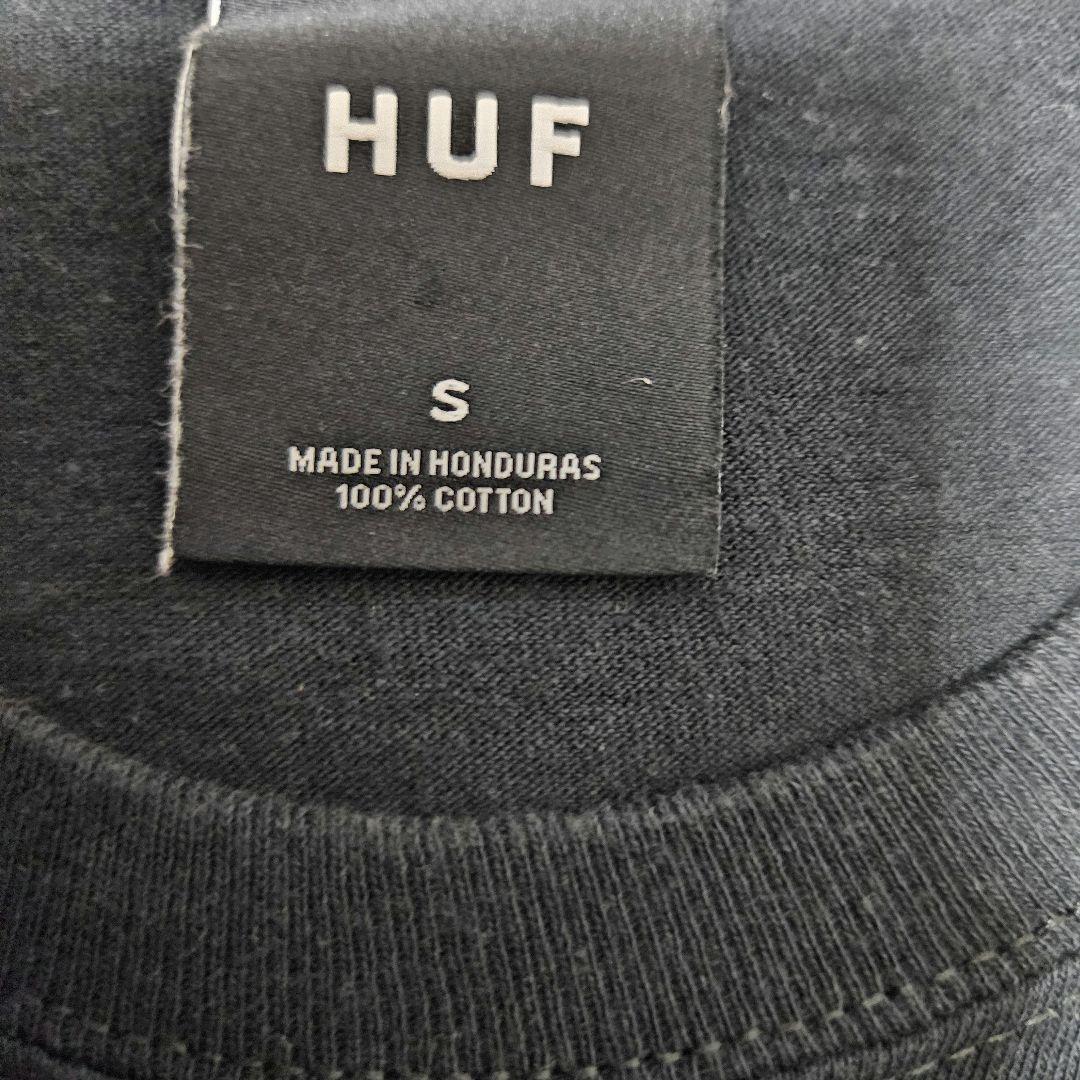 HUF
S
MADE IN HONDURAS
100% COTTON